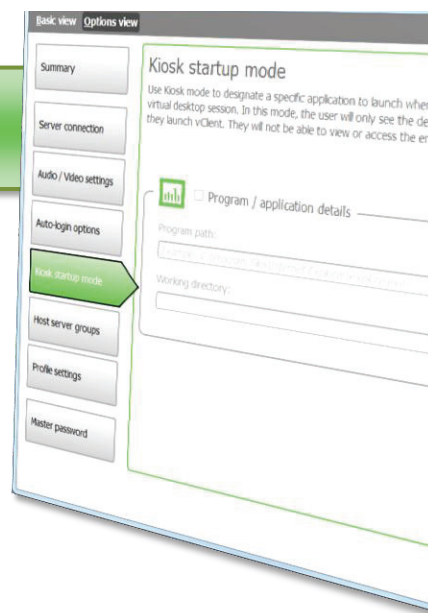 Basic view Options view
Summary
Server connection
Audio / Video settings
Auto-login options
Kiosk startup mode
Host server groups
Profile settings
Master password
Kiosk startup mode
Use Kiosk mode to designate a specific application to launch
virtual desktop session. In this mode, the user will only see the
they launch vClient. They will not be able to view or access the
Program / application details
Program path:
Working directory: